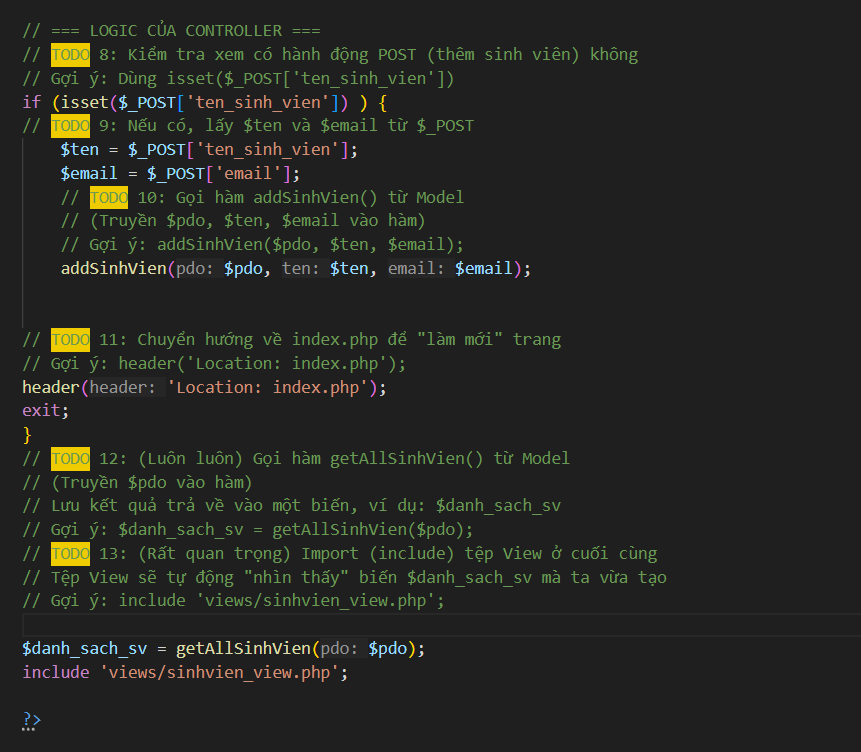 // === LOGIC CỦA CONTROLLER ===
// TODO 8: Kiểm tra xem có hành động POST (thêm sinh viên) không
// Gợi ý: Dùng isset($_POST['ten_sinh_vien'])
if (isset($_POST['ten_sinh_vien']) ) {
// TODO 9: Nếu có, lấy $ten và $email từ $_POST
    $ten = $_POST['ten_sinh_vien'];
    $email = $_POST['email'];
    // TODO 10: Gọi hàm addSinhVien() từ Model
    // (Truyền $pdo, $ten, $email vào hàm)
    // Gợi ý: addSinhVien($pdo, $ten, $email);
    addSinhVien(pdo: $pdo, ten: $ten, email: $email);
// TODO 11: Chuyển hướng về index.php để "làm mới" trang
// Gợi ý: header('Location: index.php');
header(header: 'Location: index.php');
exit;
}
// TODO 12: (Luôn luôn) Gọi hàm getAllSinhVien() từ Model
// (Truyền $pdo vào hàm)
// Lưu kết quả trả về vào một biến, ví dụ: $danh_sach_sv
// Gợi ý: $danh_sach_sv = getAllSinhVien($pdo);
// TODO 13: (Rất quan trọng) Import (include) tệp View ở cuối cùng
// Tệp View sẽ tự động "nhìn thấy" biến $danh_sach_sv mà ta vừa tạo
// Gợi ý: include 'views/sinhvien_view.php';
$danh_sach_sv = getAllSinhVien(pdo: $pdo);
include 'views/sinhvien_view.php';
?>